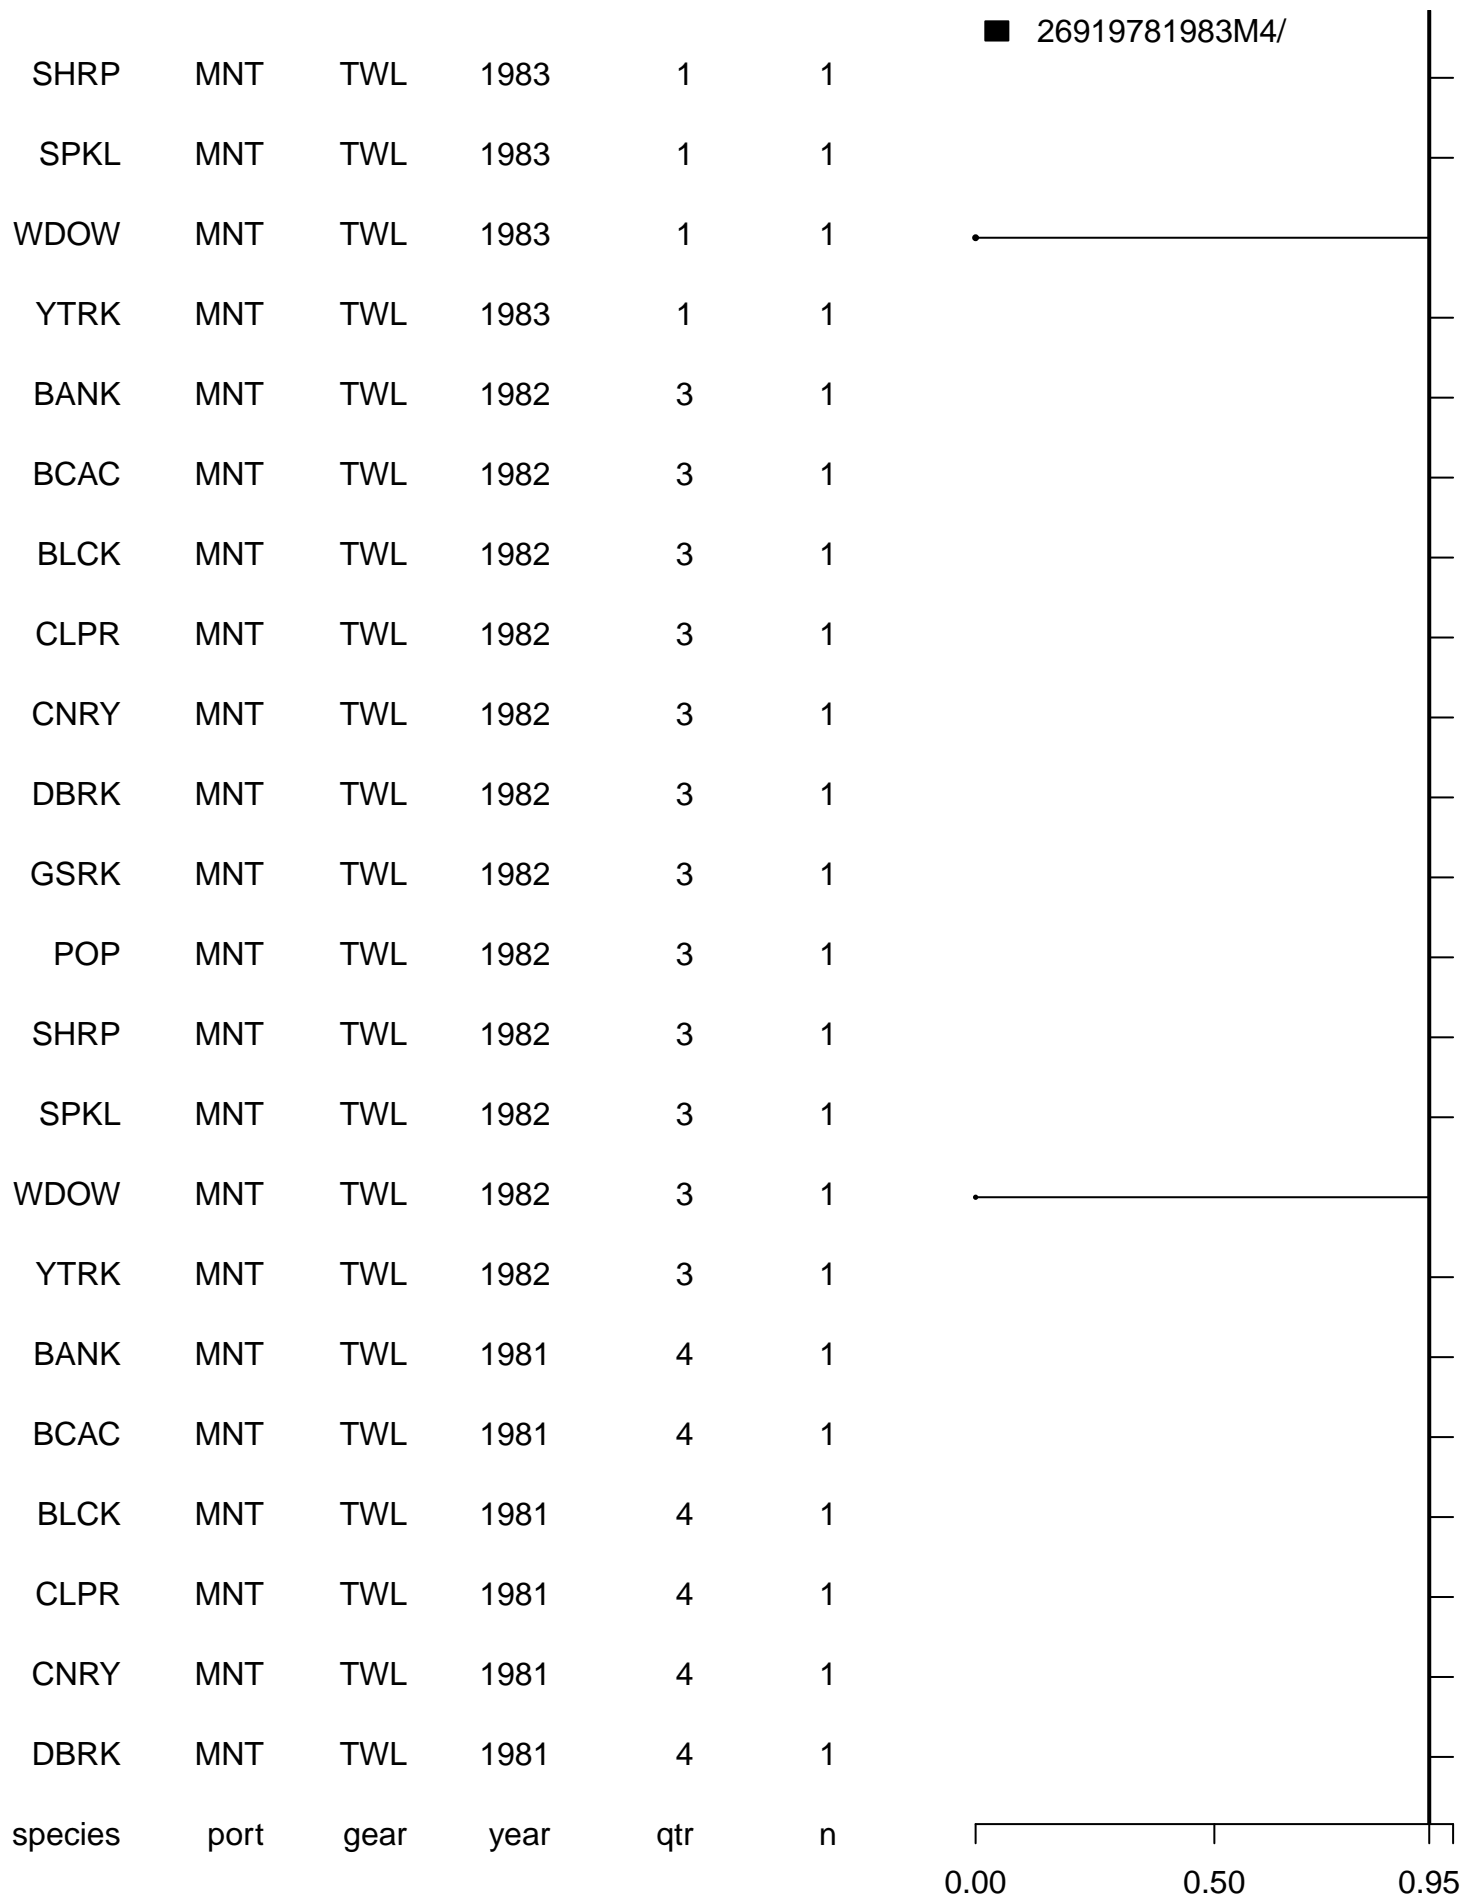 26919781983M4/
SHRP MNT TWL 1983 1 1
SPKL MNT TWL 1983 1 1
WDOW MNT TWL 1983 1 1
YTRK MNT TWL 1983 1 1
BANK MNT TWL 1982 3 1
BCAC MNT TWL 1982 3 1
BLCK MNT TWL 1982 3 1
CLPR MNT TWL 1982 3 1
CNRY MNT TWL 1982 3 1
DBRK MNT TWL 1982 3 1
GSRK MNT TWL 1982 3 1
POP MNT TWL 1982 3 1
SHRP MNT TWL 1982 3 1
SPKL MNT TWL 1982 3 1
WDOW MNT TWL 1982 3 1
YTRK MNT TWL 1982 3 1
BANK MNT TWL 1981 4 1
BCAC MNT TWL 1981 4 1
BLCK MNT TWL 1981 4 1
CLPR MNT TWL 1981 4 1
CNRY MNT TWL 1981 4 1
DBRK MNT TWL 1981 4 1
species port gear year qtr n
0.00 0.50 0.95